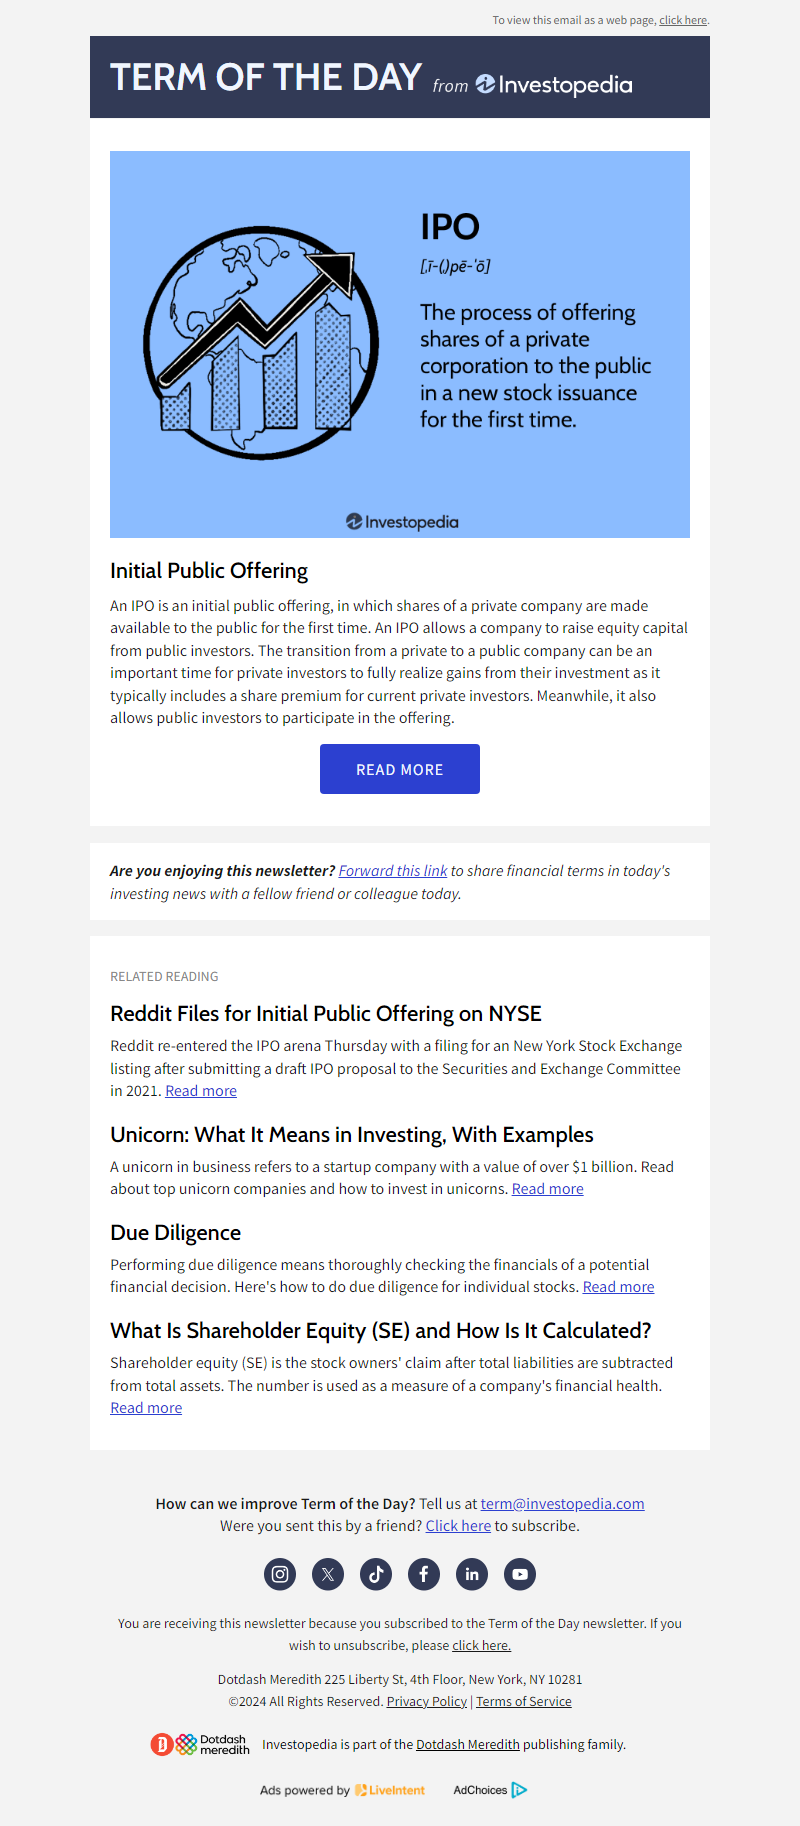 To view this email as a web page, click here.
TERM OF THE DAY from Investopedia
IPO
[ˌī-(ˌ)pē-ˈō]
The process of offering
shares of a private
corporation to the public
in a new stock issuance
for the first time.
Investopedia
Initial Public Offering
An IPO is an initial public offering, in which shares of a private company are made
available to the public for the first time. An IPO allows a company to raise equity capital
from public investors. The transition from a private to a public company can be an
important time for private investors to fully realize gains from their investment as it
typically includes a share premium for current private investors. Meanwhile, it also
allows public investors to participate in the offering.
READ MORE
Are you enjoying this newsletter? Forward this link to share financial terms in today's
investing news with a fellow friend or colleague today.
RELATED READING
Reddit Files for Initial Public Offering on NYSE
Reddit re-entered the IPO arena Thursday with a filing for an New York Stock Exchange
listing after submitting a draft IPO proposal to the Securities and Exchange Committee
in 2021. Read more
Unicorn: What It Means in Investing, With Examples
A unicorn in business refers to a startup company with a value of over $1 billion. Read
about top unicorn companies and how to invest in unicorns. Read more
Due Diligence
Performing due diligence means thoroughly checking the financials of a potential
financial decision. Here's how to do due diligence for individual stocks. Read more
What Is Shareholder Equity (SE) and How Is It Calculated?
Shareholder equity (SE) is the stock owners' claim after total liabilities are subtracted
from total assets. The number is used as a measure of a company's financial health.
Read more
How can we improve Term of the Day? Tell us at term@investopedia.com
Were you sent this by a friend? Click here to subscribe.
You are receiving this newsletter because you subscribed to the Term of the Day newsletter. If you
wish to unsubscribe, please click here.
Dotdash Meredith 225 Liberty St, 4th Floor, New York, NY 10281
©2024 All Rights Reserved. Privacy Policy | Terms of Service
Dotdash
meredith
Investopedia is part of the Dotdash Meredith publishing family.
Ads powered by LiveIntent
AdChoices